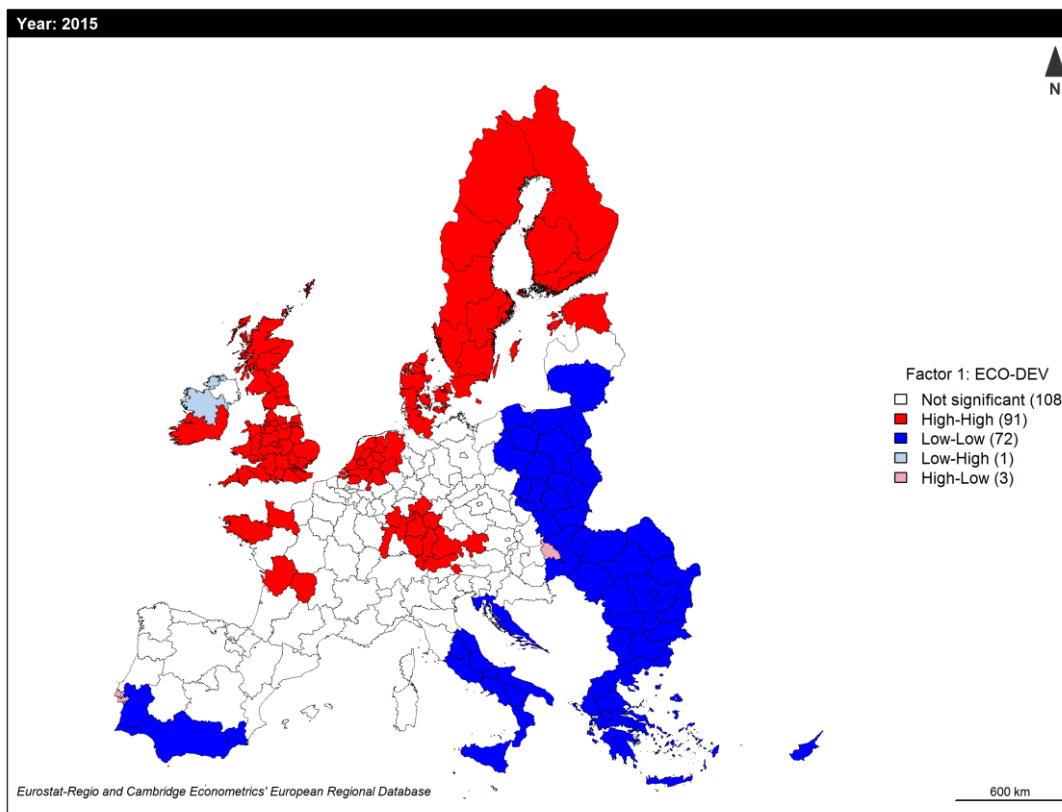 Year: 2015
N
Factor 1: ECO-DEV
Not significant (108
High-High (91)
Low-Low (72)
Low-High (1)
High-Low (3)
Eurostat-Regio and Cambridge Econometrics' European Regional Database
600 km